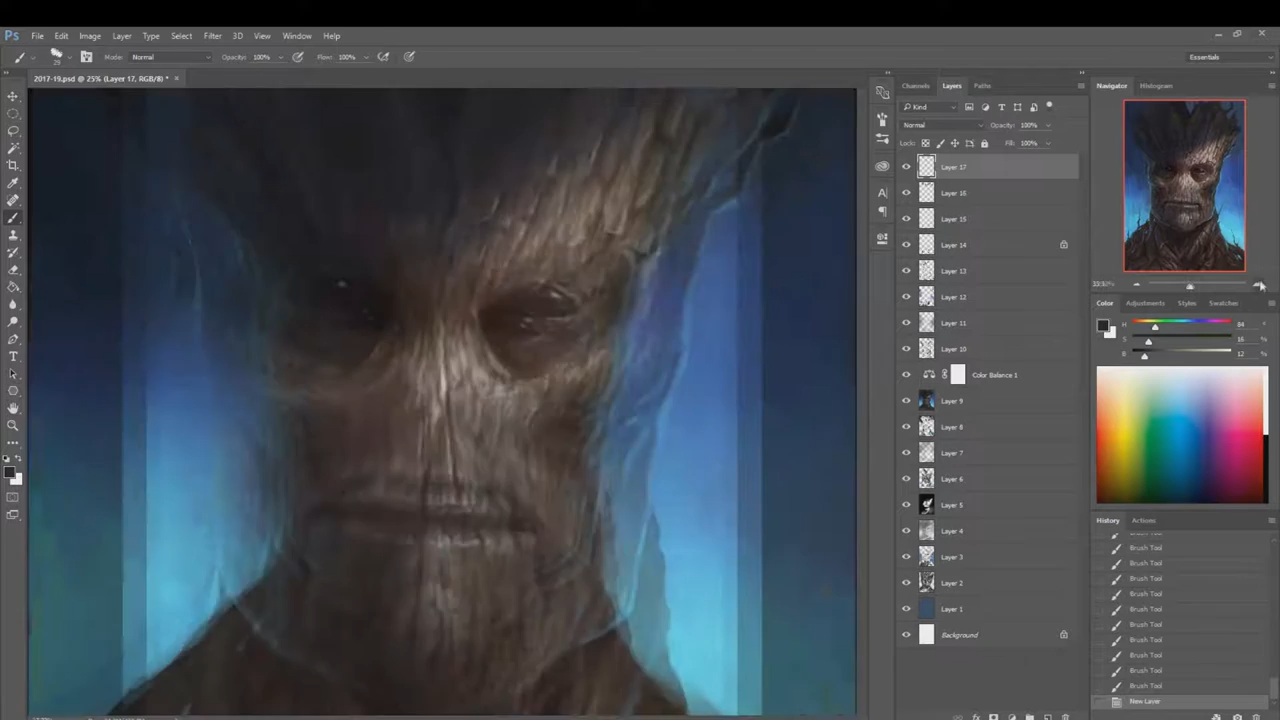 Ps File Edit Image Layer Type Select Filter 3D View Window Help
29 Mode: Normal Opacity: 100% Flow: 100% Essentials
2017-19.psd @ 25% (Layer 17, RGB/8) * ×
Channels Layers Paths
Navigator Histogram
Kind
Normal Opacity: 100%
Lock: Fill: 100%
Layer 17
Layer 16
Layer 15
Layer 14
Layer 13
Layer 12
Layer 11
Layer 10
Color Balance 1
Layer 9
Layer 8
Layer 7
Layer 6
Layer 5
Layer 4
Layer 3
Layer 2
Layer 1
Background
Color Adjustments Styles Swatches
H 84 °
S 16 %
B 12 %
History Actions
Brush Tool
Brush Tool
Brush Tool
Brush Tool
Brush Tool
Brush Tool
Brush Tool
Brush Tool
Brush Tool
Brush Tool
New Layer